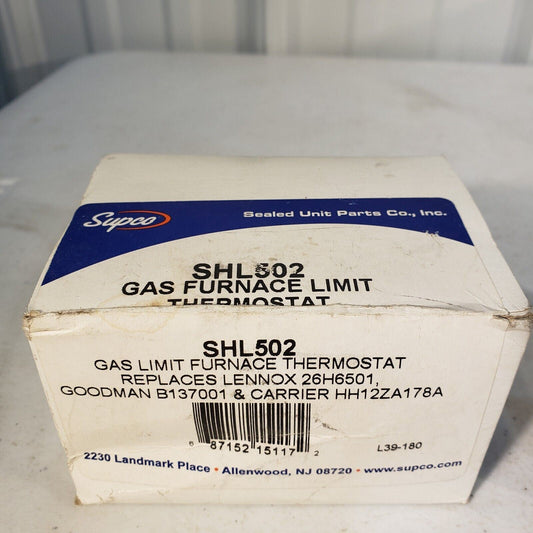 Supco
Sealed Unit Parts Co., Inc.
SHL502
GAS FURNACE LIMIT
THERMOSTAT
SHL502
GAS LIMIT FURNACE THERMOSTAT
REPLACES LENNOX 26H6501,
GOODMAN B137001 & CARRIER HH12ZA178A
6 87152 15117 2
L39-180
2230 Landmark Place • Allenwood, NJ 08720 • www.supco.com